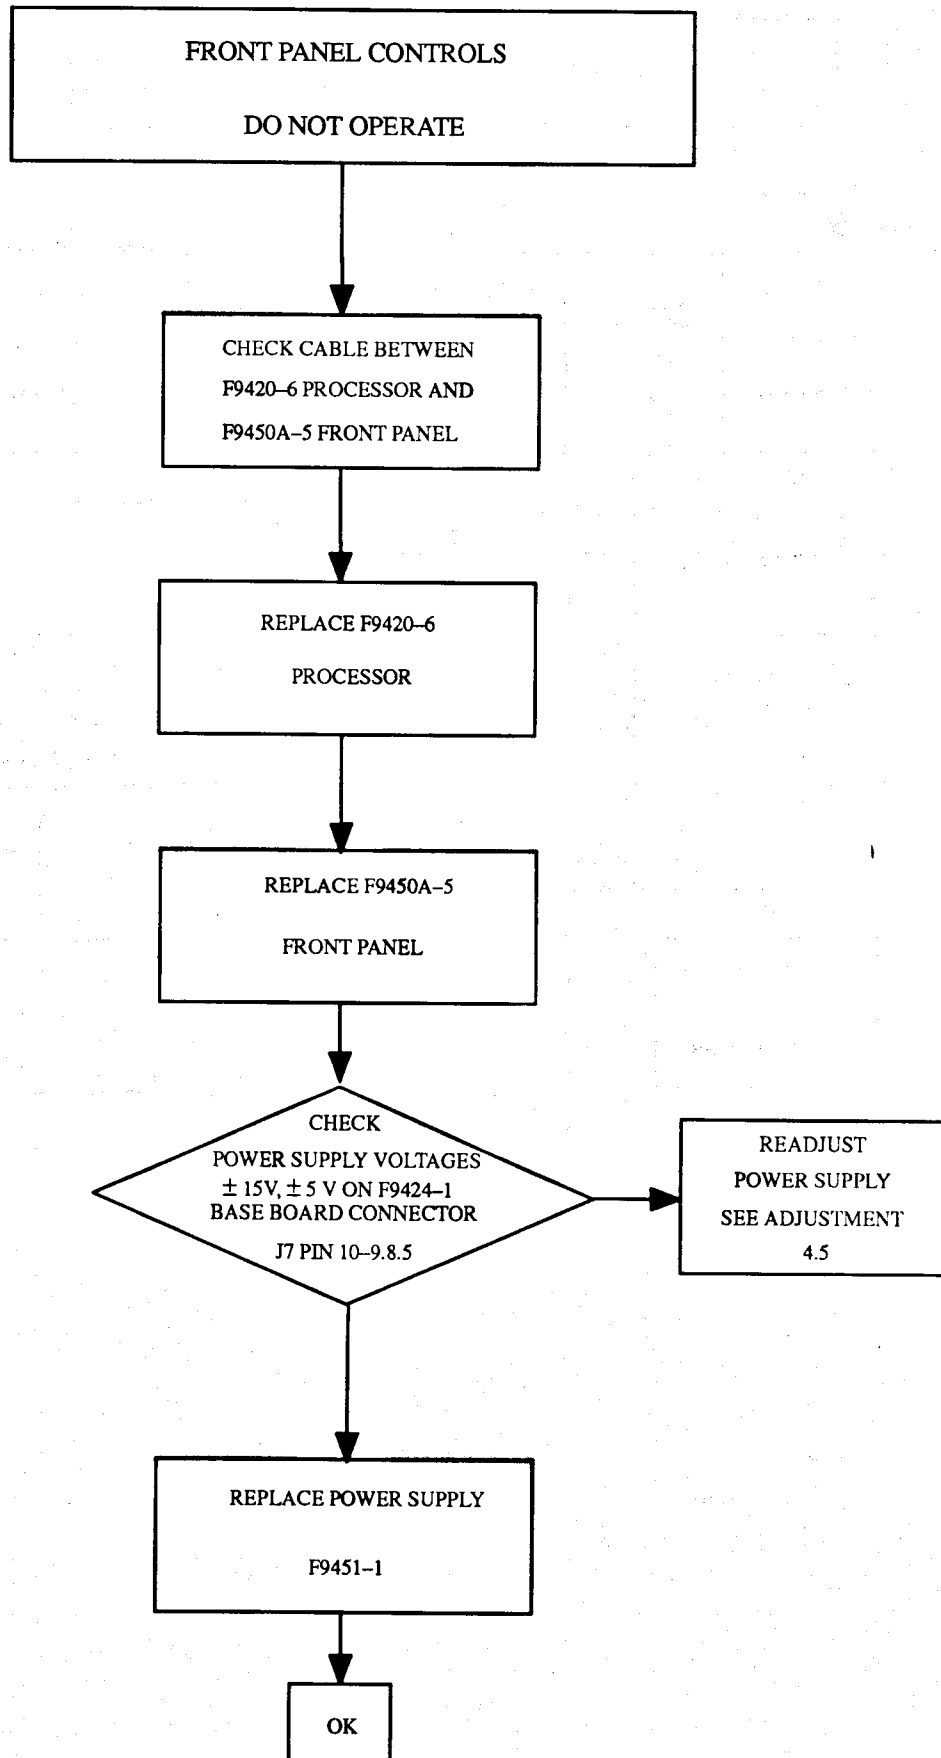 FRONT PANEL CONTROLS
DO NOT OPERATE
CHECK CABLE BETWEEN
F9420–6 PROCESSOR AND
F9450A–5 FRONT PANEL
REPLACE F9420–6
PROCESSOR
REPLACE F9450A–5
FRONT PANEL
CHECK
POWER SUPPLY VOLTAGES
± 15V, ± 5 V ON F9424–1
BASE BOARD CONNECTOR
J7 PIN 10–9.8.5
READJUST
POWER SUPPLY
SEE ADJUSTMENT
4.5
REPLACE POWER SUPPLY
F9451–1
OK